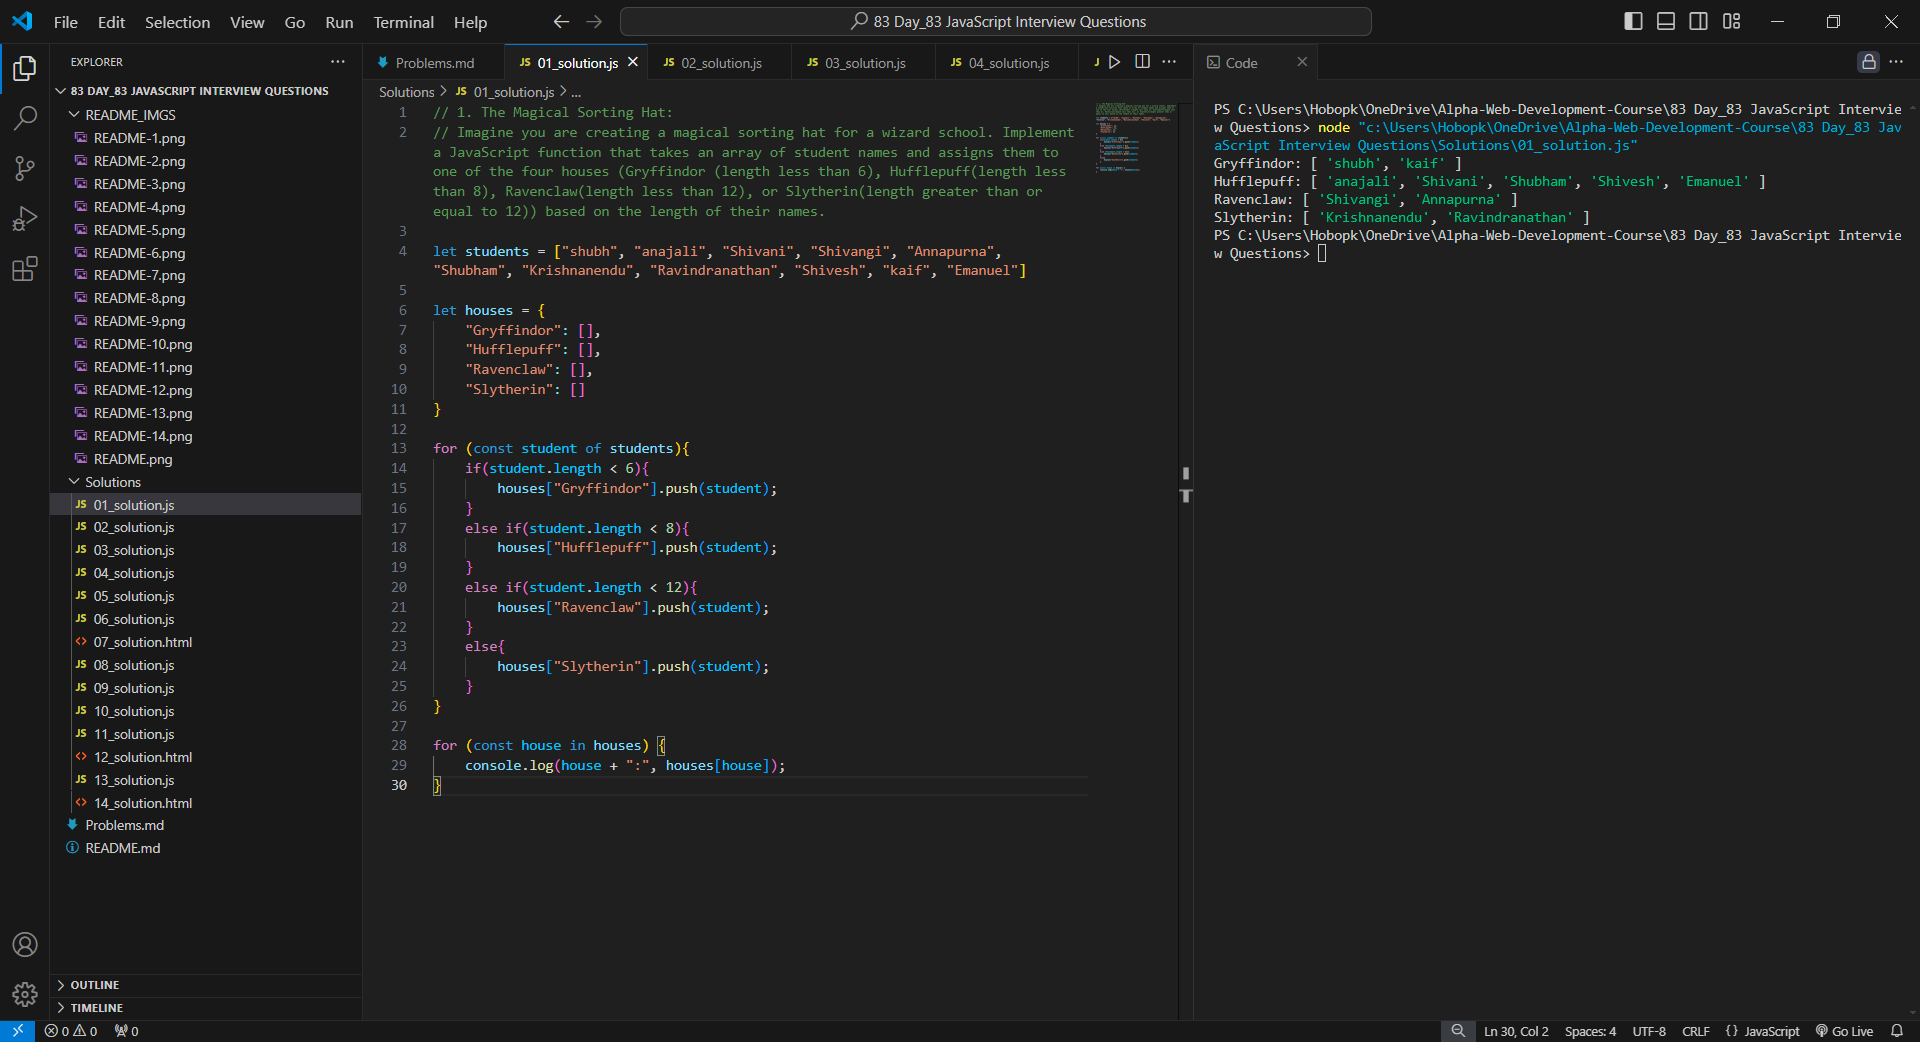 File Edit Selection View Go Run Terminal Help
83 Day_83 JavaScript Interview Questions
EXPLORER
83 DAY_83 JAVASCRIPT INTERVIEW QUESTIONS
README_IMGS
README-1.png
README-2.png
README-3.png
README-4.png
README-5.png
README-6.png
README-7.png
README-8.png
README-9.png
README-10.png
README-11.png
README-12.png
README-13.png
README-14.png
README.png
Solutions
JS 01_solution.js
JS 02_solution.js
JS 03_solution.js
JS 04_solution.js
JS 05_solution.js
JS 06_solution.js
<> 07_solution.html
JS 08_solution.js
JS 09_solution.js
JS 10_solution.js
JS 11_solution.js
<> 12_solution.html
JS 13_solution.js
<> 14_solution.html
Problems.md
README.md
OUTLINE
TIMELINE
Problems.md JS 01_solution.js JS 02_solution.js JS 03_solution.js JS 04_solution.js J
Solutions > JS 01_solution.js > ...
1 // 1. The Magical Sorting Hat:
2 // Imagine you are creating a magical sorting hat for a wizard school. Implement
a JavaScript function that takes an array of student names and assigns them to
one of the four houses (Gryffindor (length less than 6), Hufflepuff(length less
than 8), Ravenclaw(length less than 12), or Slytherin(length greater than or
equal to 12)) based on the length of their names.
3
4 let students = ["shubh", "anajali", "Shivani", "Shivangi", "Annapurna",
"Shubham", "Krishnanendu", "Ravindranathan", "Shivesh", "kaif", "Emanuel"]
5
6 let houses = {
7 "Gryffindor": [],
8 "Hufflepuff": [],
9 "Ravenclaw": [],
10 "Slytherin": []
11 }
12
13 for (const student of students){
14 if(student.length < 6){
15 houses["Gryffindor"].push(student);
16 }
17 else if(student.length < 8){
18 houses["Hufflepuff"].push(student);
19 }
20 else if(student.length < 12){
21 houses["Ravenclaw"].push(student);
22 }
23 else{
24 houses["Slytherin"].push(student);
25 }
26 }
27
28 for (const house in houses) {
29 console.log(house + ":", houses[house]);
30 }
Code
PS C:\Users\Hobopk\OneDrive\Alpha-Web-Development-Course\83 Day_83 JavaScript Intervie
w Questions> node "c:\Users\Hobopk\OneDrive\Alpha-Web-Development-Course\83 Day_83 Jav
aScript Interview Questions\Solutions\01_solution.js"
Gryffindor: [ 'shubh', 'kaif' ]
Hufflepuff: [ 'anajali', 'Shivani', 'Shubham', 'Shivesh', 'Emanuel' ]
Ravenclaw: [ 'Shivangi', 'Annapurna' ]
Slytherin: [ 'Krishnanendu', 'Ravindranathan' ]
PS C:\Users\Hobopk\OneDrive\Alpha-Web-Development-Course\83 Day_83 JavaScript Intervie
w Questions>
0 0 0 Ln 30, Col 2 Spaces: 4 UTF-8 CRLF {} JavaScript Go Live